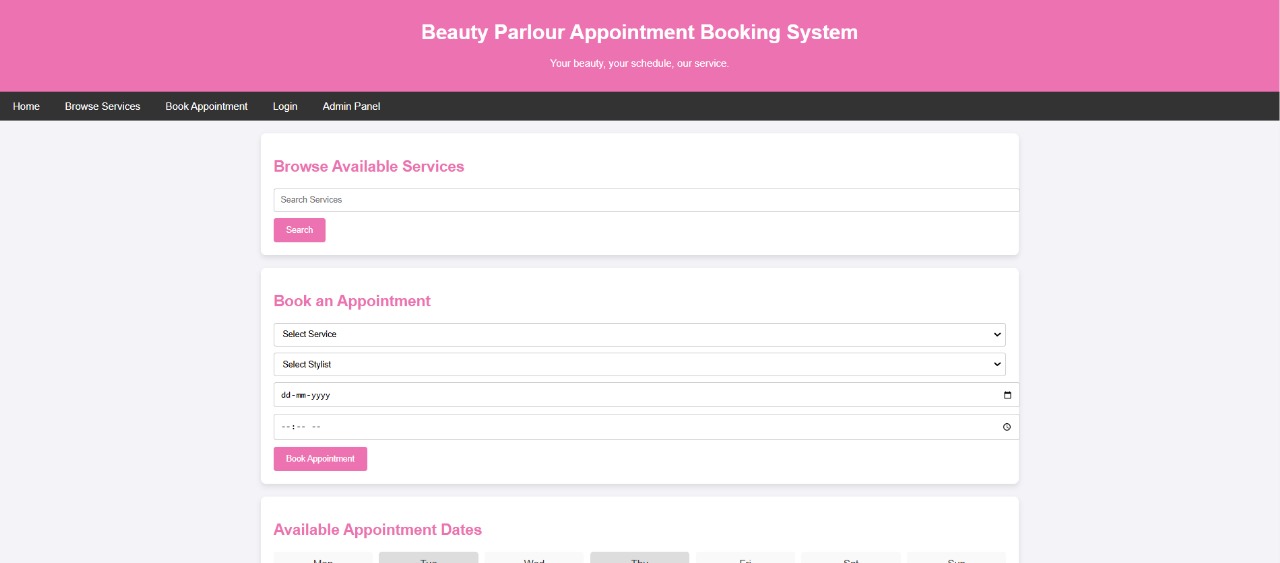 Beauty Parlour Appointment Booking System
Your beauty, your schedule, our service.
Home Browse Services Book Appointment Login Admin Panel
Browse Available Services
Search Services
Search
Book an Appointment
Select Service
Select Stylist
dd-mm-yyyy
--:-- --
Book Appointment
Available Appointment Dates
Mon Tue Wed Thu Fri Sat Sun